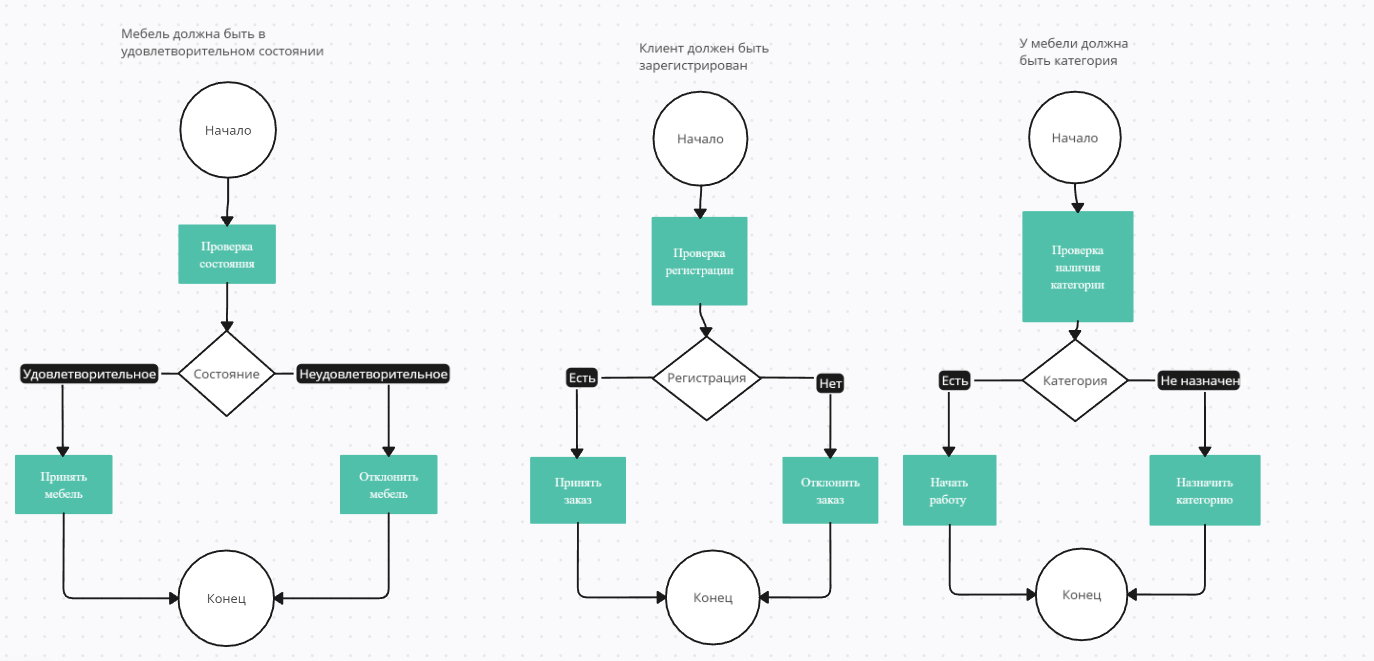 Мебель должна быть в
удовлетворительном состоянии
Начало
Проверка
состояния
Состояние
Удовлетворительное
Неудовлетворительное
Принять
мебель
Отклонить
мебель
Конец
Клиент должен быть
зарегистрирован
Начало
Проверка
регистрации
Регистрация
Есть
Нет
Принять
заказ
Отклонить
заказ
Конец
У мебели должна
быть категория
Начало
Проверка
наличия
категории
Категория
Есть
Не назначен
Начать
работу
Назначить
категорию
Конец